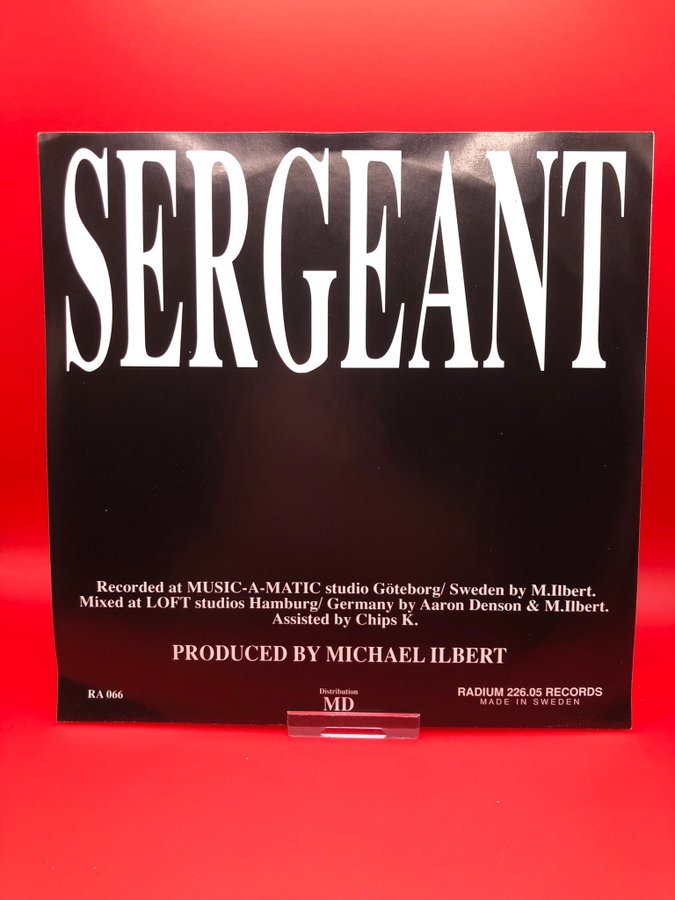 SERGEANT
Recorded at MUSIC-A-MATIC studio Göteborg/ Sweden by M.Ilbert.
Mixed at LOFT studios Hamburg/ Germany by Aaron Denson & M.Ilbert.
Assisted by Chips K.
PRODUCED BY MICHAEL ILBERT
RA 066
Distribution
MD
RADIUM 226.05 RECORDS
MADE IN SWEDEN